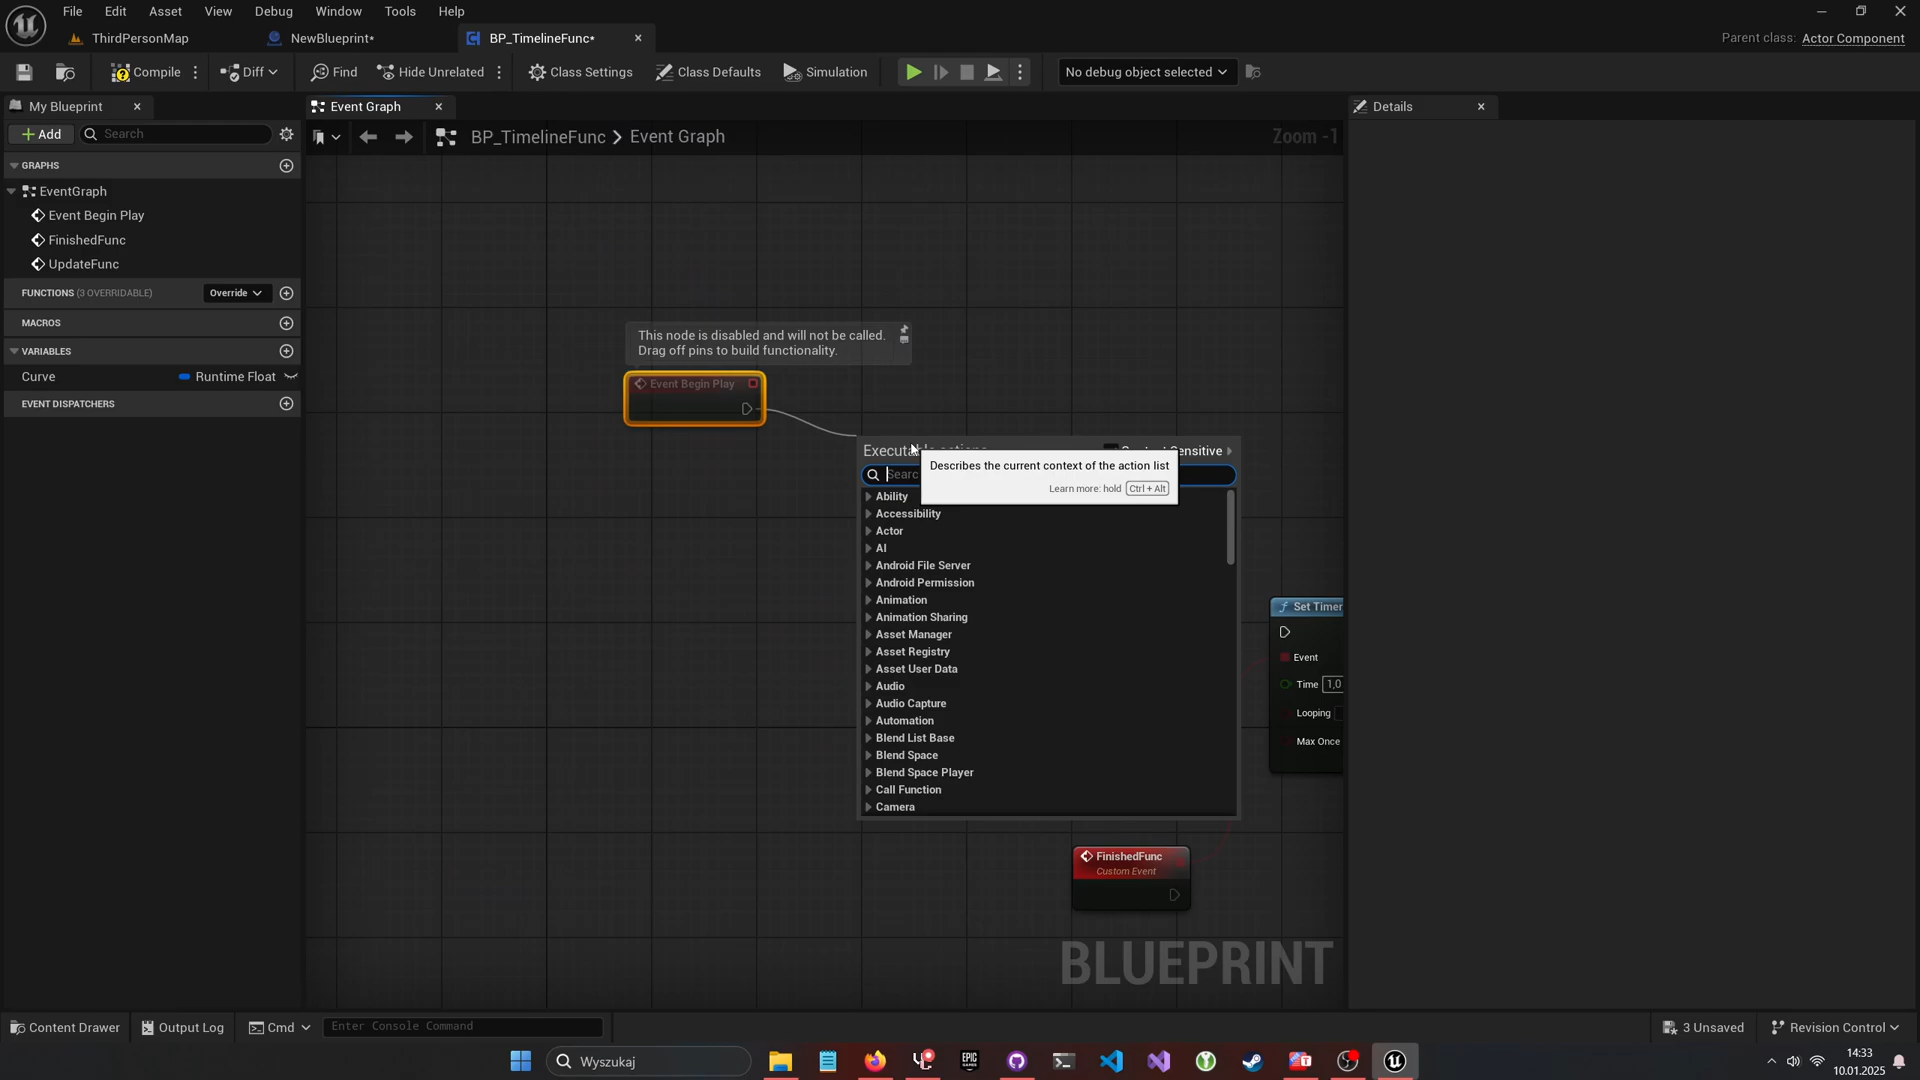 File Edit Asset View Debug Window Tools Help
ThirdPersonMap NewBlueprint* BP_TimelineFunc*
Parent class: Actor Component
Compile Diff Find Hide Unrelated Class Settings Class Defaults Simulation No debug object selected
My Blueprint
Event Graph
Details
Add Search
BP_TimelineFunc Event Graph Zoom -1
GRAPHS
EventGraph
Event Begin Play
FinishedFunc
UpdateFunc
FUNCTIONS (3 OVERRIDABLE) Override
MACROS
VARIABLES
Curve Runtime Float
EVENT DISPATCHERS
This node is disabled and will not be called.
Drag off pins to build functionality.
Event Begin Play
Describes the current context of the action list
Learn more: hold Ctrl + Alt
Ability
Accessibility
Actor
AI
Android File Server
Android Permission
Animation
Animation Sharing
Asset Manager
Asset Registry
Asset User Data
Audio
Audio Capture
Automation
Blend List Base
Blend Space
Blend Space Player
Call Function
Camera
Set Timer
Event
Time 1,0
Looping
Max Once
FinishedFunc
Custom Event
BLUEPRINT
Content Drawer Output Log Cmd Enter Console Command 3 Unsaved Revision Control
Wyszukaj
14:33
10.01.2025